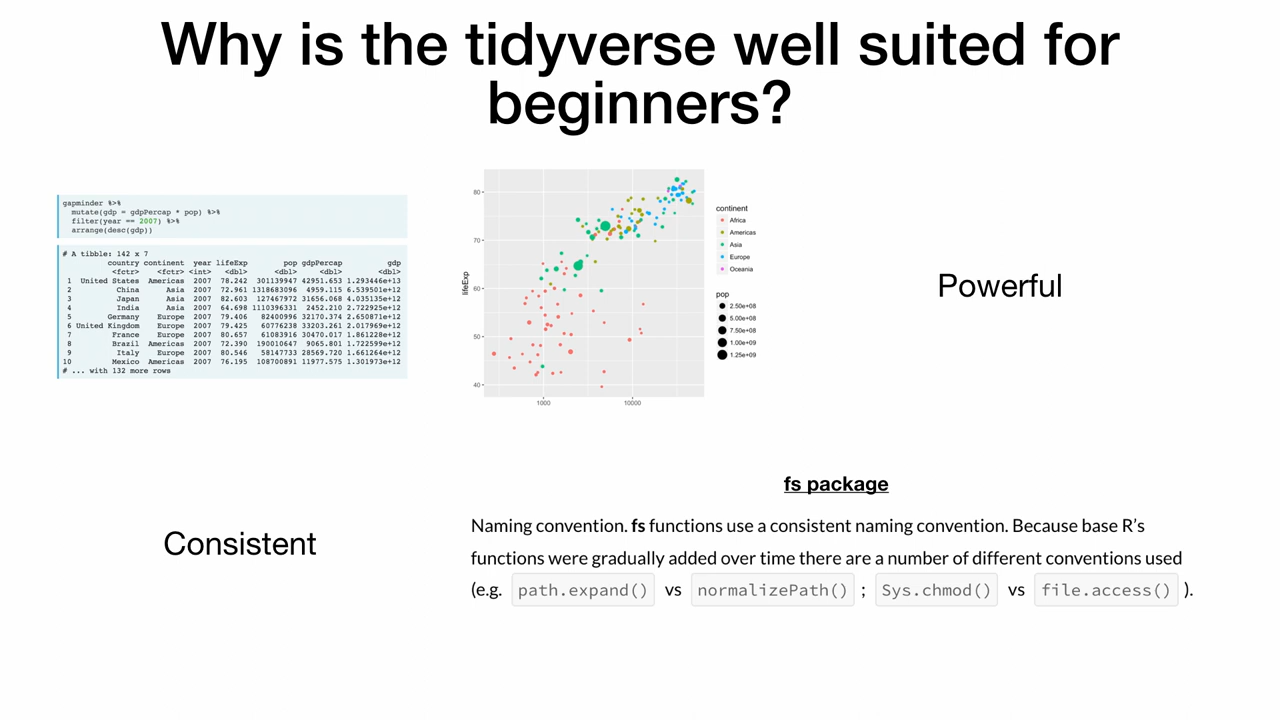 Why is the tidyverse well suited for
beginners?
gapminder %>%
  mutate(gdp = gdpPercap * pop) %>%
  filter(year == 2007) %>%
  arrange(desc(gdp))
# A tibble: 142 x 7
country continent year lifeExp pop gdpPercap gdp
<fctr> <fctr> <int> <dbl> <dbl> <dbl> <dbl>
1 United States Americas 2007 78.242 301139947 42951.653 1.293446e+13
2 China Asia 2007 72.961 1318683096 4959.115 6.539501e+12
3 Japan Asia 2007 82.603 127467972 31656.068 4.035135e+12
4 India Asia 2007 64.698 1110396331 2452.210 2.722925e+12
5 Germany Europe 2007 79.406 82400996 32170.374 2.650871e+12
6 United Kingdom Europe 2007 79.425 60776238 33203.261 2.017969e+12
7 France Europe 2007 80.657 61083916 30470.017 1.861228e+12
8 Brazil Americas 2007 72.390 190010647 9065.801 1.722599e+12
9 Italy Europe 2007 80.546 58147733 28569.720 1.661264e+12
10 Mexico Americas 2007 76.195 108700891 11977.575 1.301973e+12
# ... with 132 more rows
80
70
60
50
40
lifeExp
1000 10000
continent
Africa
Americas
Asia
Europe
Oceania
pop
2.50e+08
5.00e+08
7.50e+08
1.00e+09
1.25e+09
Powerful
Consistent
fs package
Naming convention. fs functions use a consistent naming convention. Because base R’s
functions were gradually added over time there are a number of different conventions used
(e.g. path.expand() vs normalizePath() ; Sys.chmod() vs file.access() ).